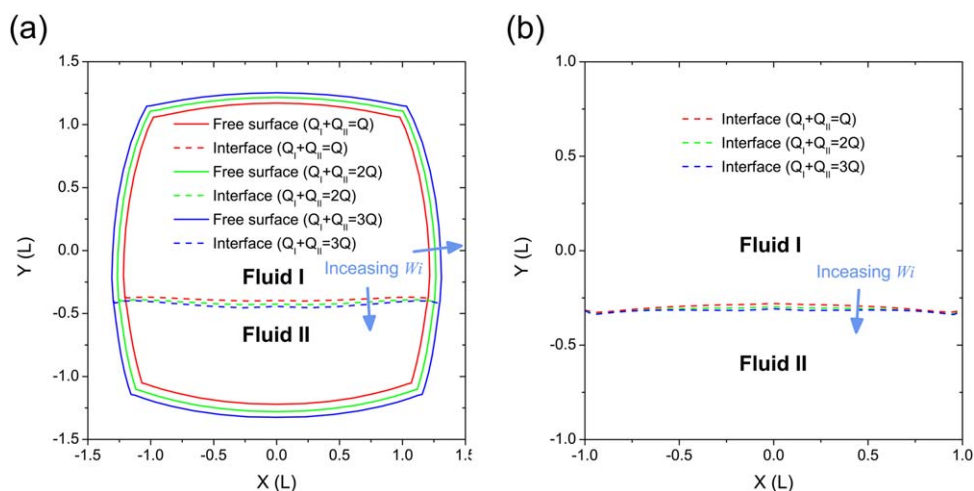 (a)
1.5
1.0
0.5
0.0
-0.5
-1.0
-1.5
Y (L)
-1.5 -1.0 -0.5 0.0 0.5 1.0 1.5
X (L)
Free surface (Q_I+Q_II=Q)
Interface (Q_I+Q_II=Q)
Free surface (Q_I+Q_II=2Q)
Interface (Q_I+Q_II=2Q)
Free surface (Q_I+Q_II=3Q)
Interface (Q_I+Q_II=3Q)
Fluid I
Inceasing Wi
Fluid II
(b)
1.0
0.5
0.0
-0.5
-1.0
Y (L)
-1.0 -0.5 0.0 0.5 1.0
X (L)
Interface (Q_I+Q_II=Q)
Interface (Q_I+Q_II=2Q)
Interface (Q_I+Q_II=3Q)
Fluid I
Inceasing Wi
Fluid II